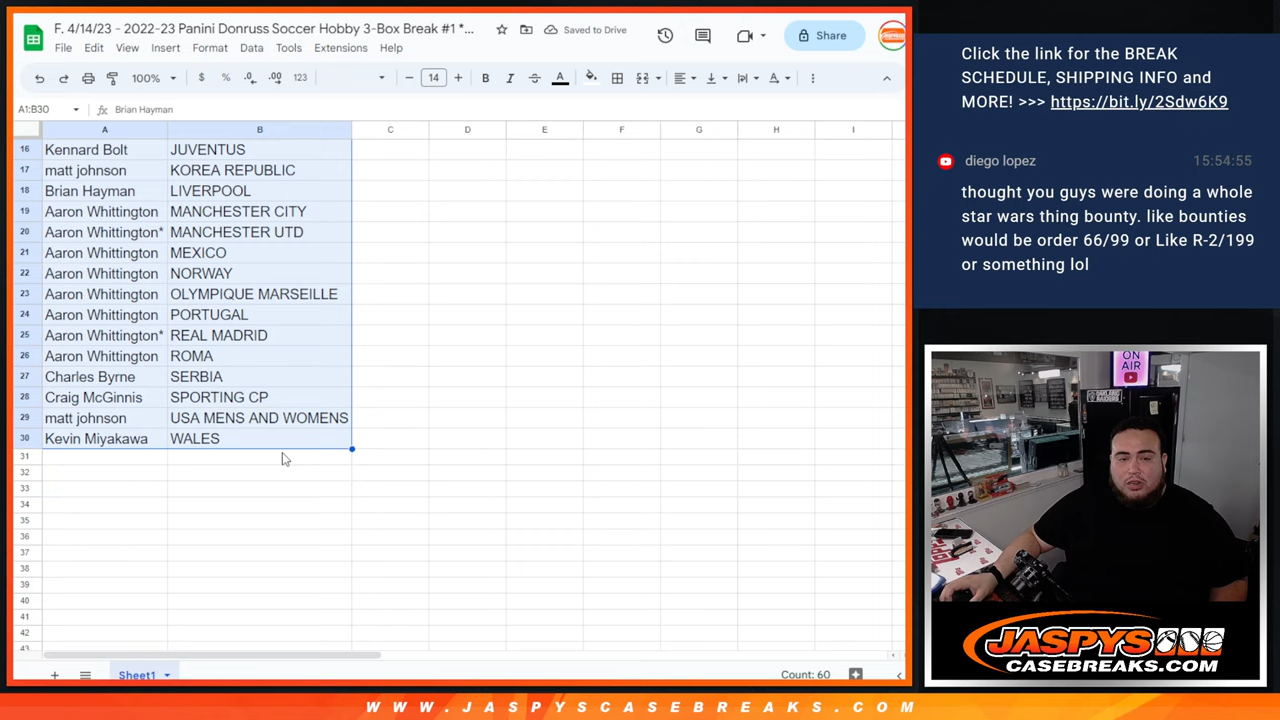 F. 4/14/23 - 2022-23 Panini Donruss Soccer Hobby 3-Box Break #1 *...
Saved to Drive
Share
File Edit View Insert Format Data Tools Extensions Help
100% $ % .0 .00 123 14 B I A
A1:B30 fx Brian Hayman
A B C D E F G H I
16 Kennard Bolt JUVENTUS
17 matt johnson KOREA REPUBLIC
18 Brian Hayman LIVERPOOL
19 Aaron Whittington MANCHESTER CITY
20 Aaron Whittington* MANCHESTER UTD
21 Aaron Whittington MEXICO
22 Aaron Whittington NORWAY
23 Aaron Whittington OLYMPIQUE MARSEILLE
24 Aaron Whittington PORTUGAL
25 Aaron Whittington* REAL MADRID
26 Aaron Whittington ROMA
27 Charles Byrne SERBIA
28 Craig McGinnis SPORTING CP
29 matt johnson USA MENS AND WOMENS
30 Kevin Miyakawa WALES
31
32
33
34
35
36
37
38
39
40
41
42
43
Sheet1
Count: 60
Click the link for the BREAK
SCHEDULE, SHIPPING INFO and
MORE! >>> https://bit.ly/2Sdw6K9
diego lopez 15:54:55
thought you guys were doing a whole
star wars thing bounty. like bounties
would be order 66/99 or Like R-2/199
or something lol
ON
AIR
JASPYS
CASEBREAKS.COM
WWW.JASPYSCASEBREAKS.COM